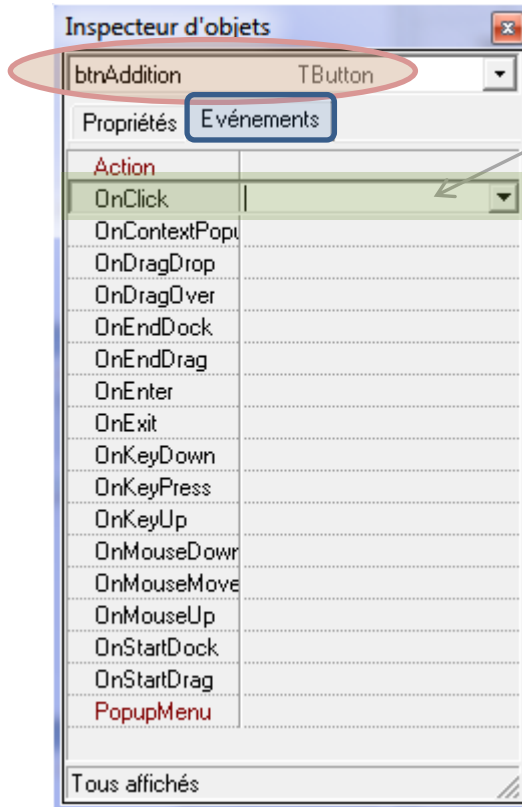 Inspecteur d'objets
btnAddition TButton
Propriétés Evénements
Action
OnClick
OnContextPopu
OnDragDrop
OnDragOver
OnEndDock
OnEndDrag
OnEnter
OnExit
OnKeyDown
OnKeyPress
OnKeyUp
OnMouseDown
OnMouseMove
OnMouseUp
OnStartDock
OnStartDrag
PopupMenu
Tous affichés